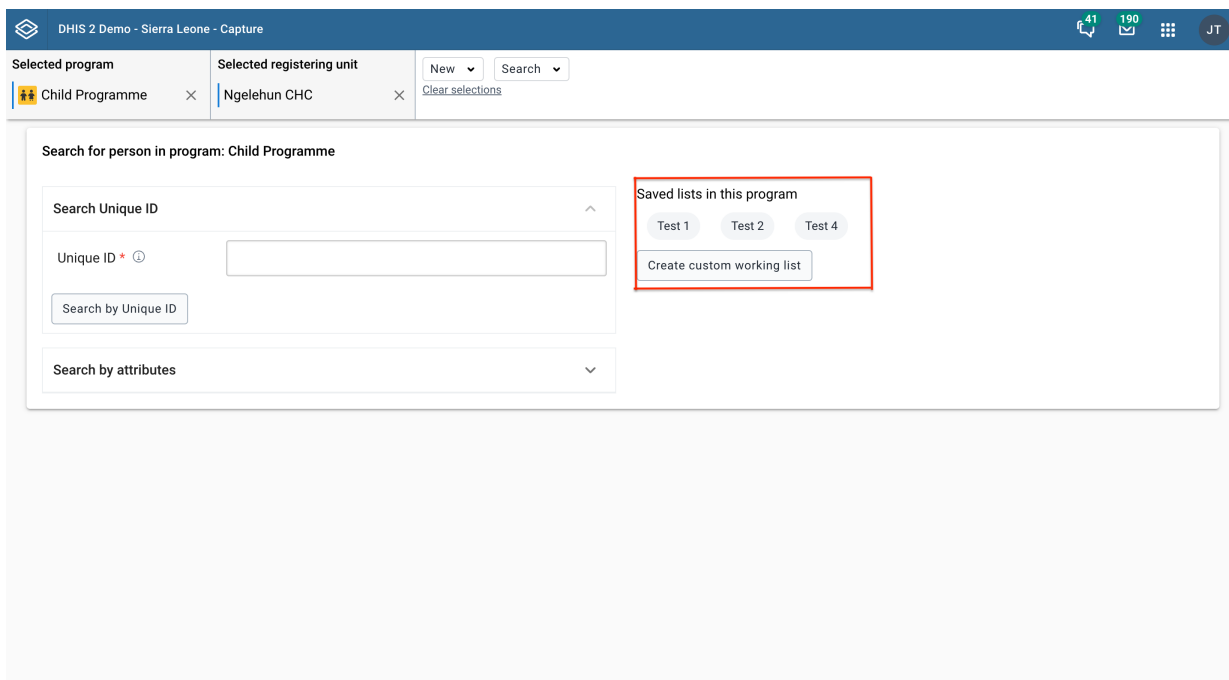 DHIS 2 Demo - Sierra Leone - Capture
41
190
JT
Selected program
Child Programme
Selected registering unit
Ngelehun CHC
New
Search
Clear selections
Search for person in program: Child Programme
Search Unique ID
Unique ID *
Search by Unique ID
Search by attributes
Saved lists in this program
Test 1 Test 2 Test 4
Create custom working list